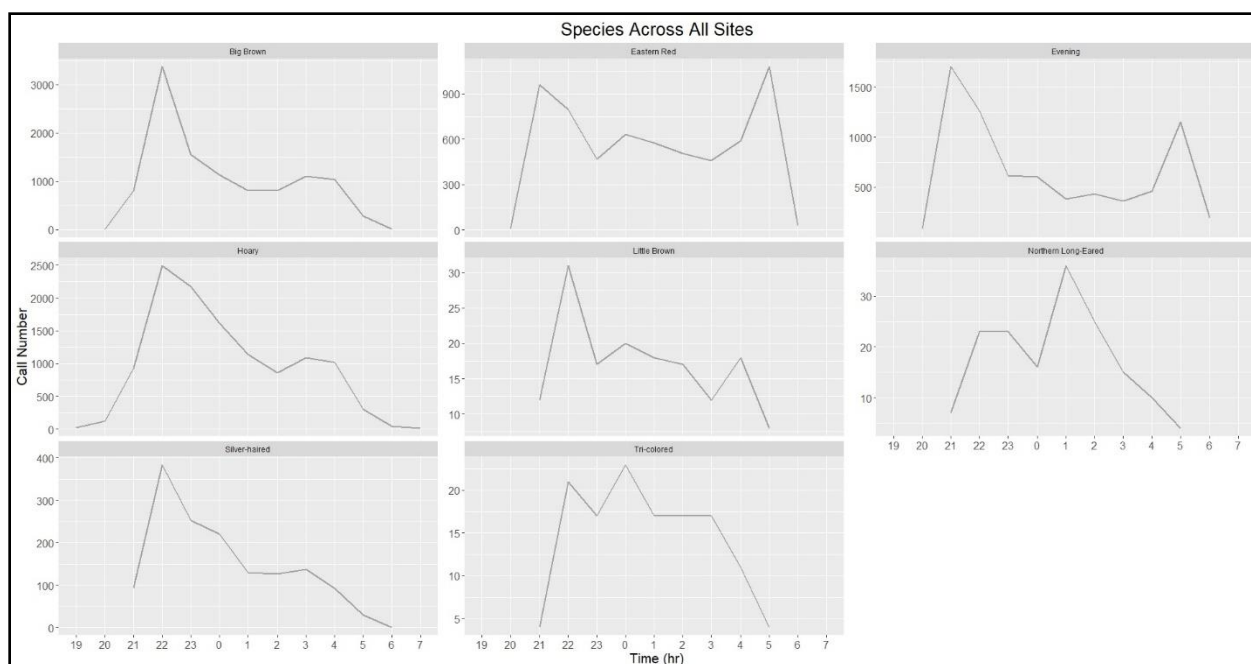 Species Across All Sites
Big Brown
Eastern Red
Evening
3000
2000
1000
0
900
600
300
0
1500
1000
500
Hoary
Little Brown
Northern Long-Eared
2500
2000
1500
1000
500
0
30
25
20
15
10
30
20
10
19 20 21 22 23 0 1 2 3 4 5 6 7
Silver-haired
Tri-colored
400
300
200
100
0
20
15
10
5
19 20 21 22 23 0 1 2 3 4 5 6 7
19 20 21 22 23 0 1 2 3 4 5 6 7
Call Number
Time (hr)